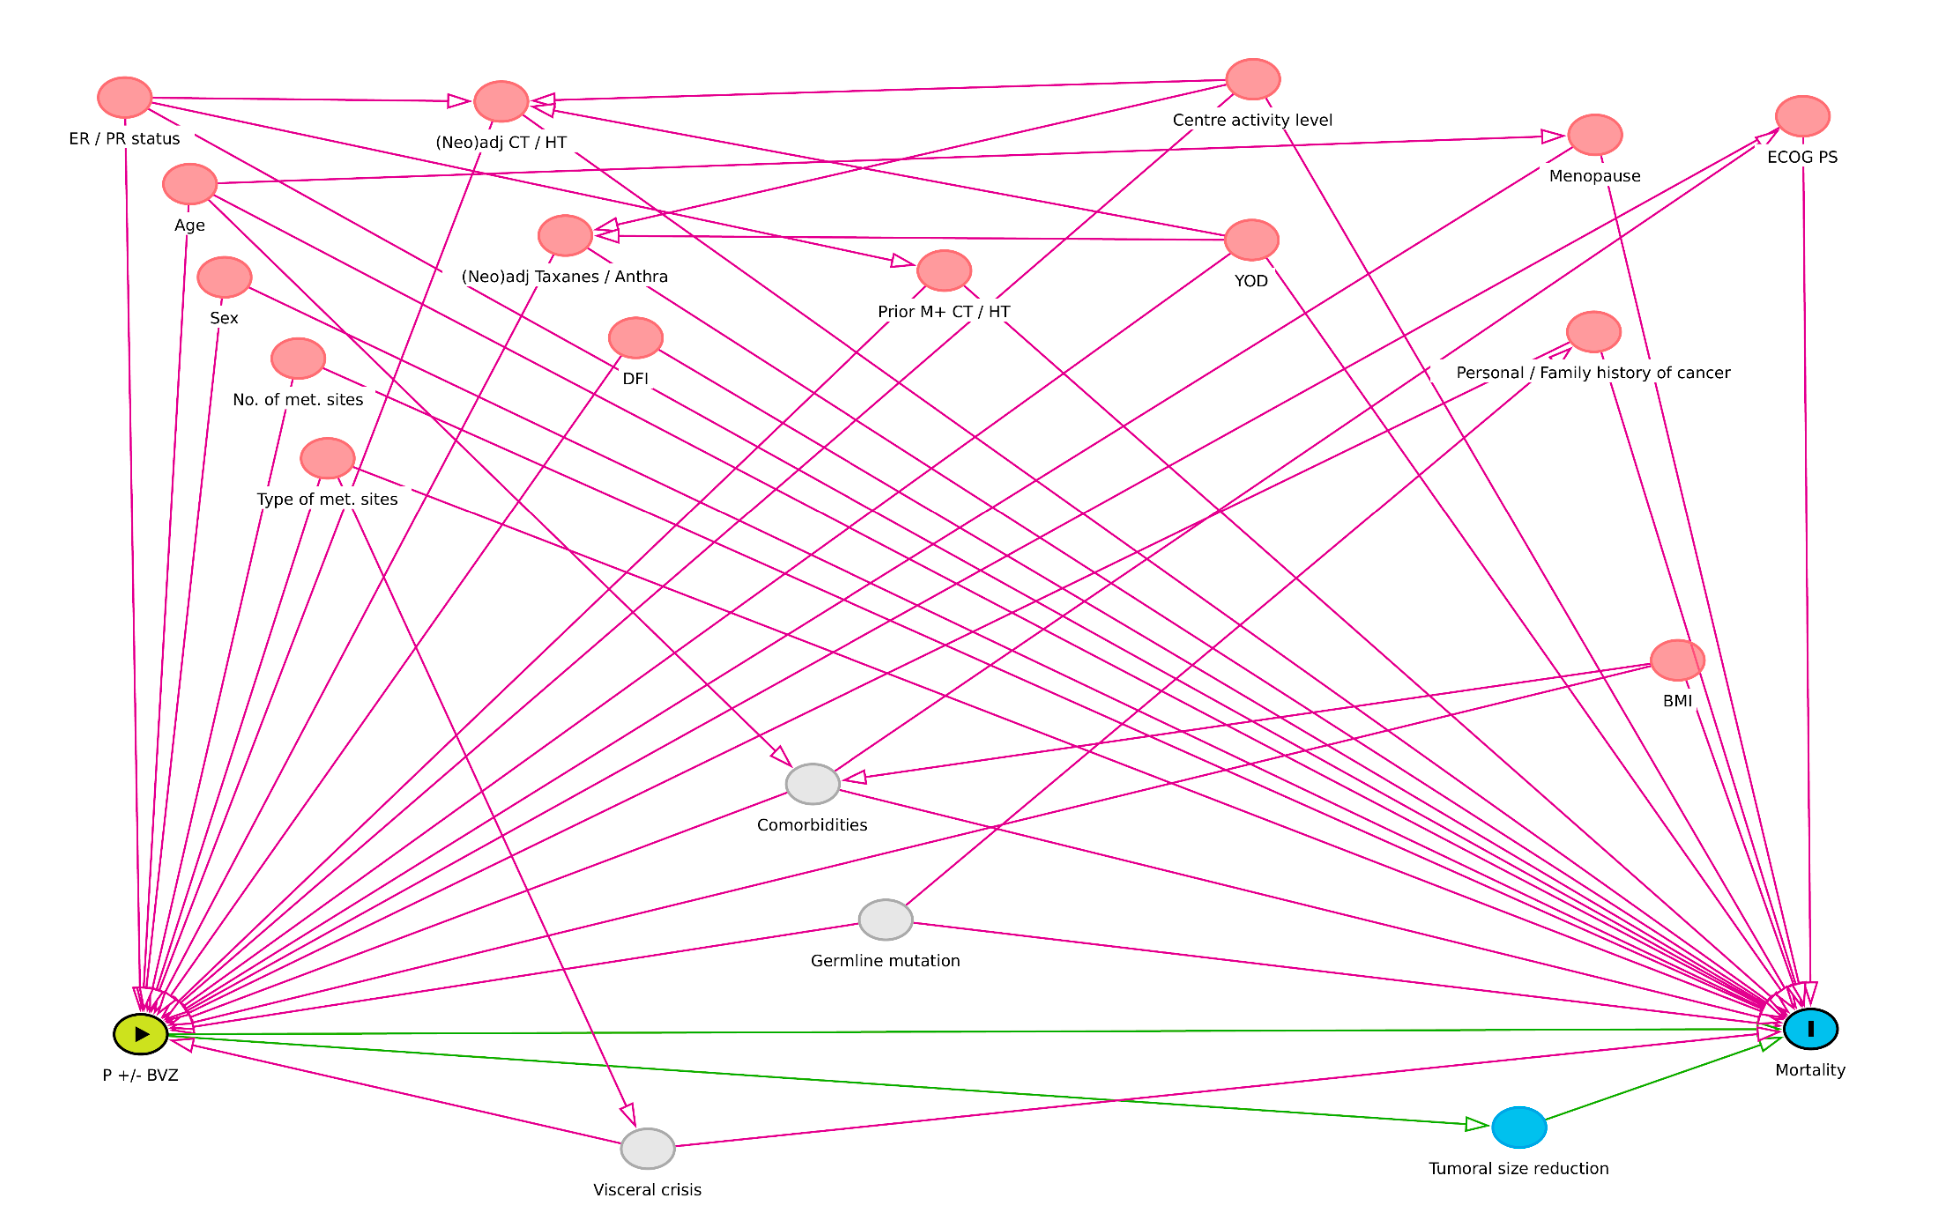 Centre activity level
ER / PR status
(Neo)adj CT / HT
ECOG PS
Menopause
Age
(Neo)adj Taxanes / Anthra
YOD
Sex
Prior M+ CT / HT
DFI
Personal / Family history of cancer
No. of met. sites
Type of met. sites
BMI
Comorbidities
Germline mutation
P +/- BVZ
Mortality
Tumoral size reduction
Visceral crisis